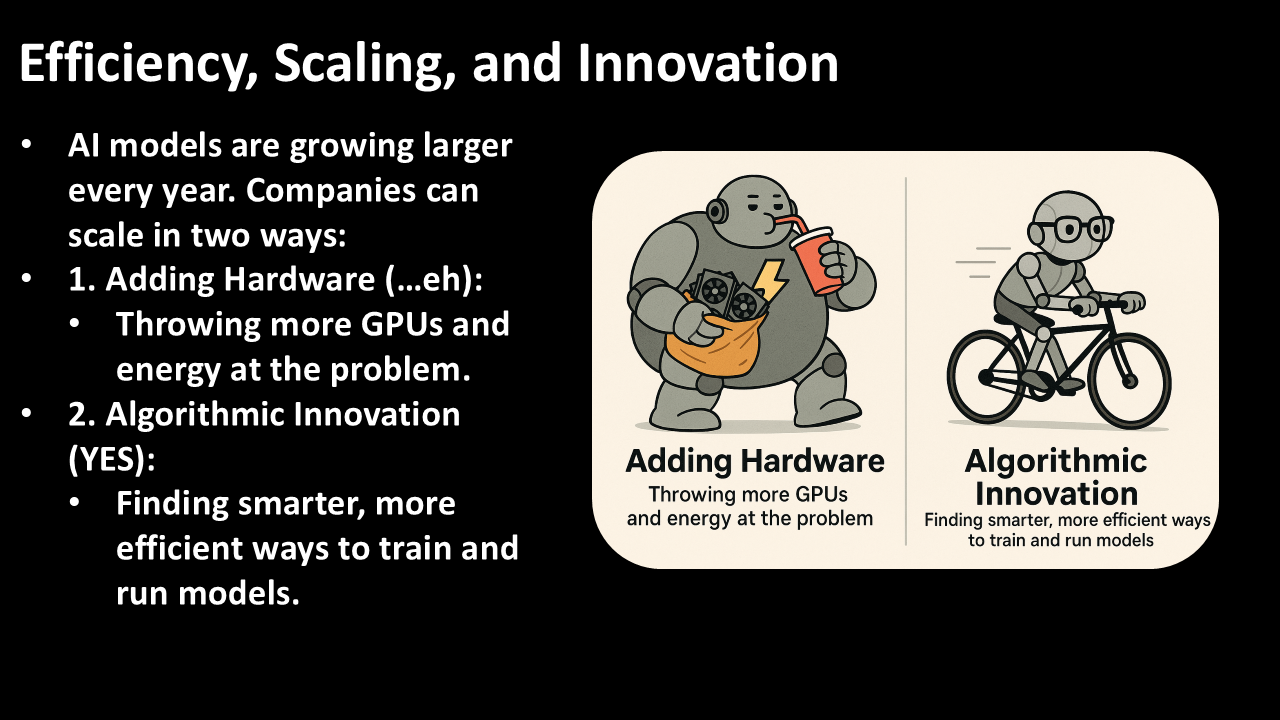 Efficiency, Scaling, and Innovation
• AI models are growing larger
every year. Companies can
scale in two ways:
• 1. Adding Hardware (...eh):
• Throwing more GPUs and
energy at the problem.
• 2. Algorithmic Innovation
(YES):
• Finding smarter, more
efficient ways to train and
run models.
Adding Hardware
Throwing more GPUs
and energy at the problem
Algorithmic
Innovation
Finding smarter, more efficient ways
to train and run models